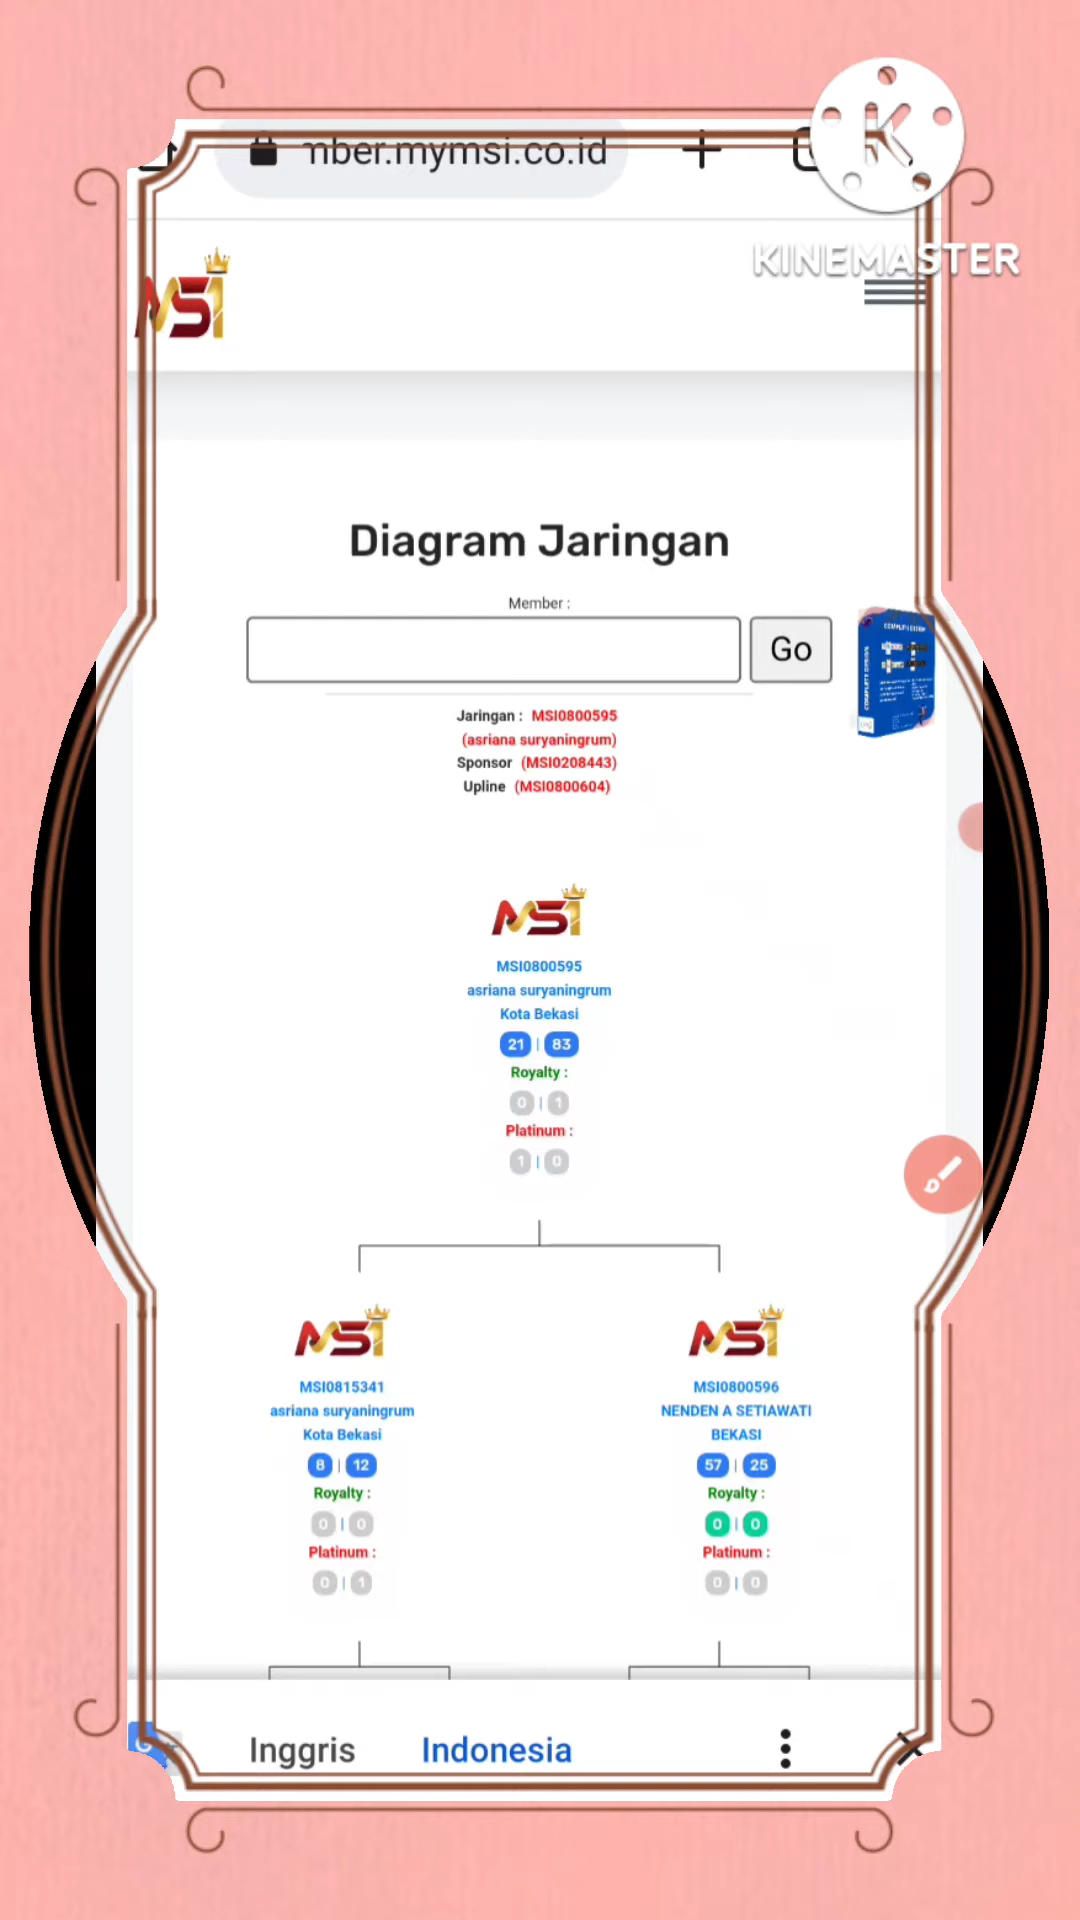 mber.mymsi.co.id
KINEMASTER
MSI
Diagram Jaringan
Member :
Go
COMPLETE DESIGN
Jaringan : MSI0800595
(asriana suryaningrum)
Sponsor (MSI0208443)
Upline (MSI0800604)
MSI
MSI0800595
asriana suryaningrum
Kota Bekasi
21 | 83
Royalty :
0 | 1
Platinum :
1 | 0
MSI MSI
MSI0815341 MSI0800596
asriana suryaningrum NENDEN A SETIAWATI
Kota Bekasi BEKASI
8 | 12 57 | 25
Royalty : Royalty :
0 | 0 0 | 0
Platinum : Platinum :
0 | 1 0 | 0
Inggris Indonesia